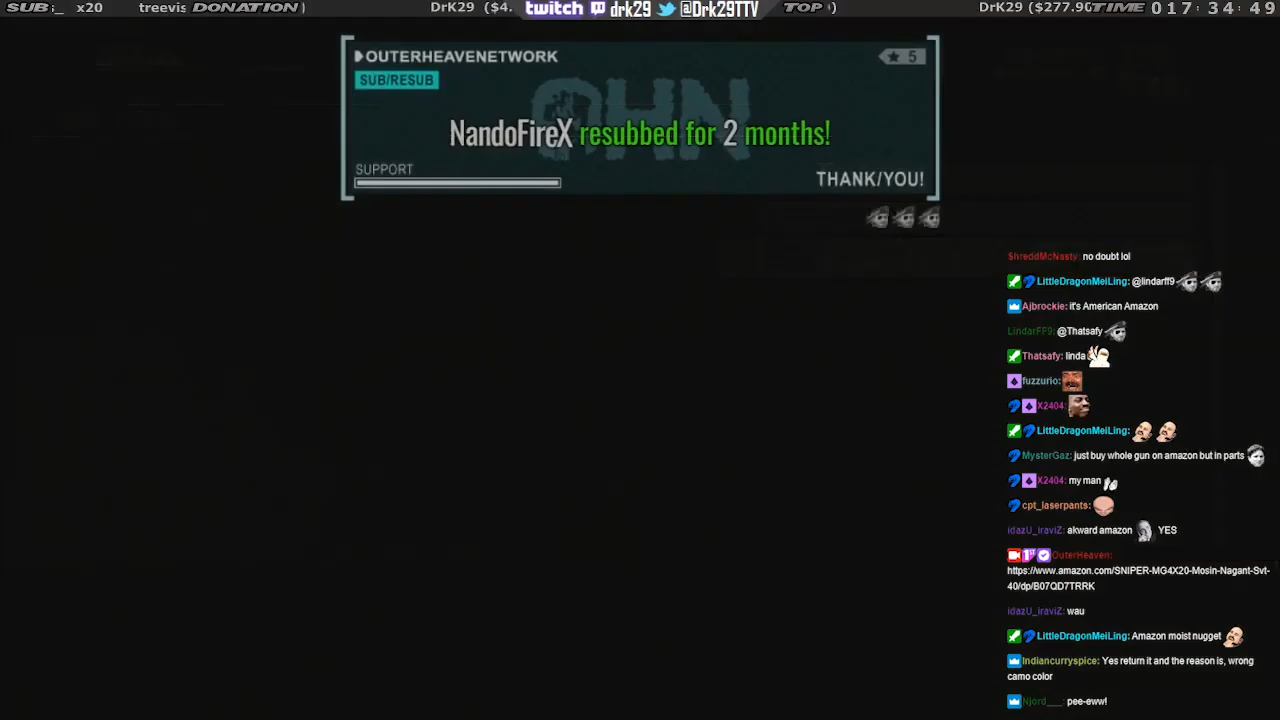 SUB:_ x20 treevis DONATION ) DrK29 ($4. twitch drk29 @Drk29TTV TOP ) DrK29 ($277.90 TIME 017:34:49
OUTERHEAVENETWORK
5
SUB/RESUB
OHN
NandoFireX resubbed for 2 months!
SUPPORT
THANK/YOU!
ShreddMcNasty: no doubt lol
LittleDragonMeiLing: @lindarff9
Ajbrockie: it's American Amazon
LindarFF9: @Thatsafy
Thatsafy: linda
fuzzurio:
X2404:
LittleDragonMeiLing:
MysterGaz: just buy whole gun on amazon but in parts
X2404: my man
cpt_laserpants:
idazU_iraviZ: akward amazon YES
OuterHeaven:
https://www.amazon.com/SNIPER-MG4X20-Mosin-Nagant-Svt-
40/dp/B07QD7TRRK
idazU_iraviZ: wau
LittleDragonMeiLing: Amazon moist nugget
Indiancurryspice: Yes return it and the reason is, wrong
camo color
Njord___: pee-eww!